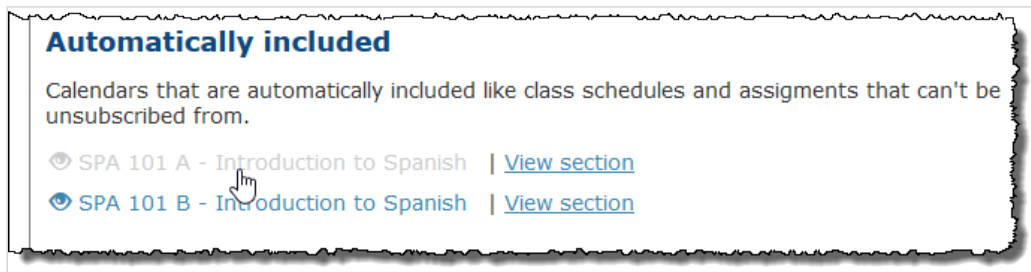 Automatically included
Calendars that are automatically included like class schedules and assigments that can't be
unsubscribed from.
SPA 101 A - Introduction to Spanish | View section
SPA 101 B - Introduction to Spanish | View section